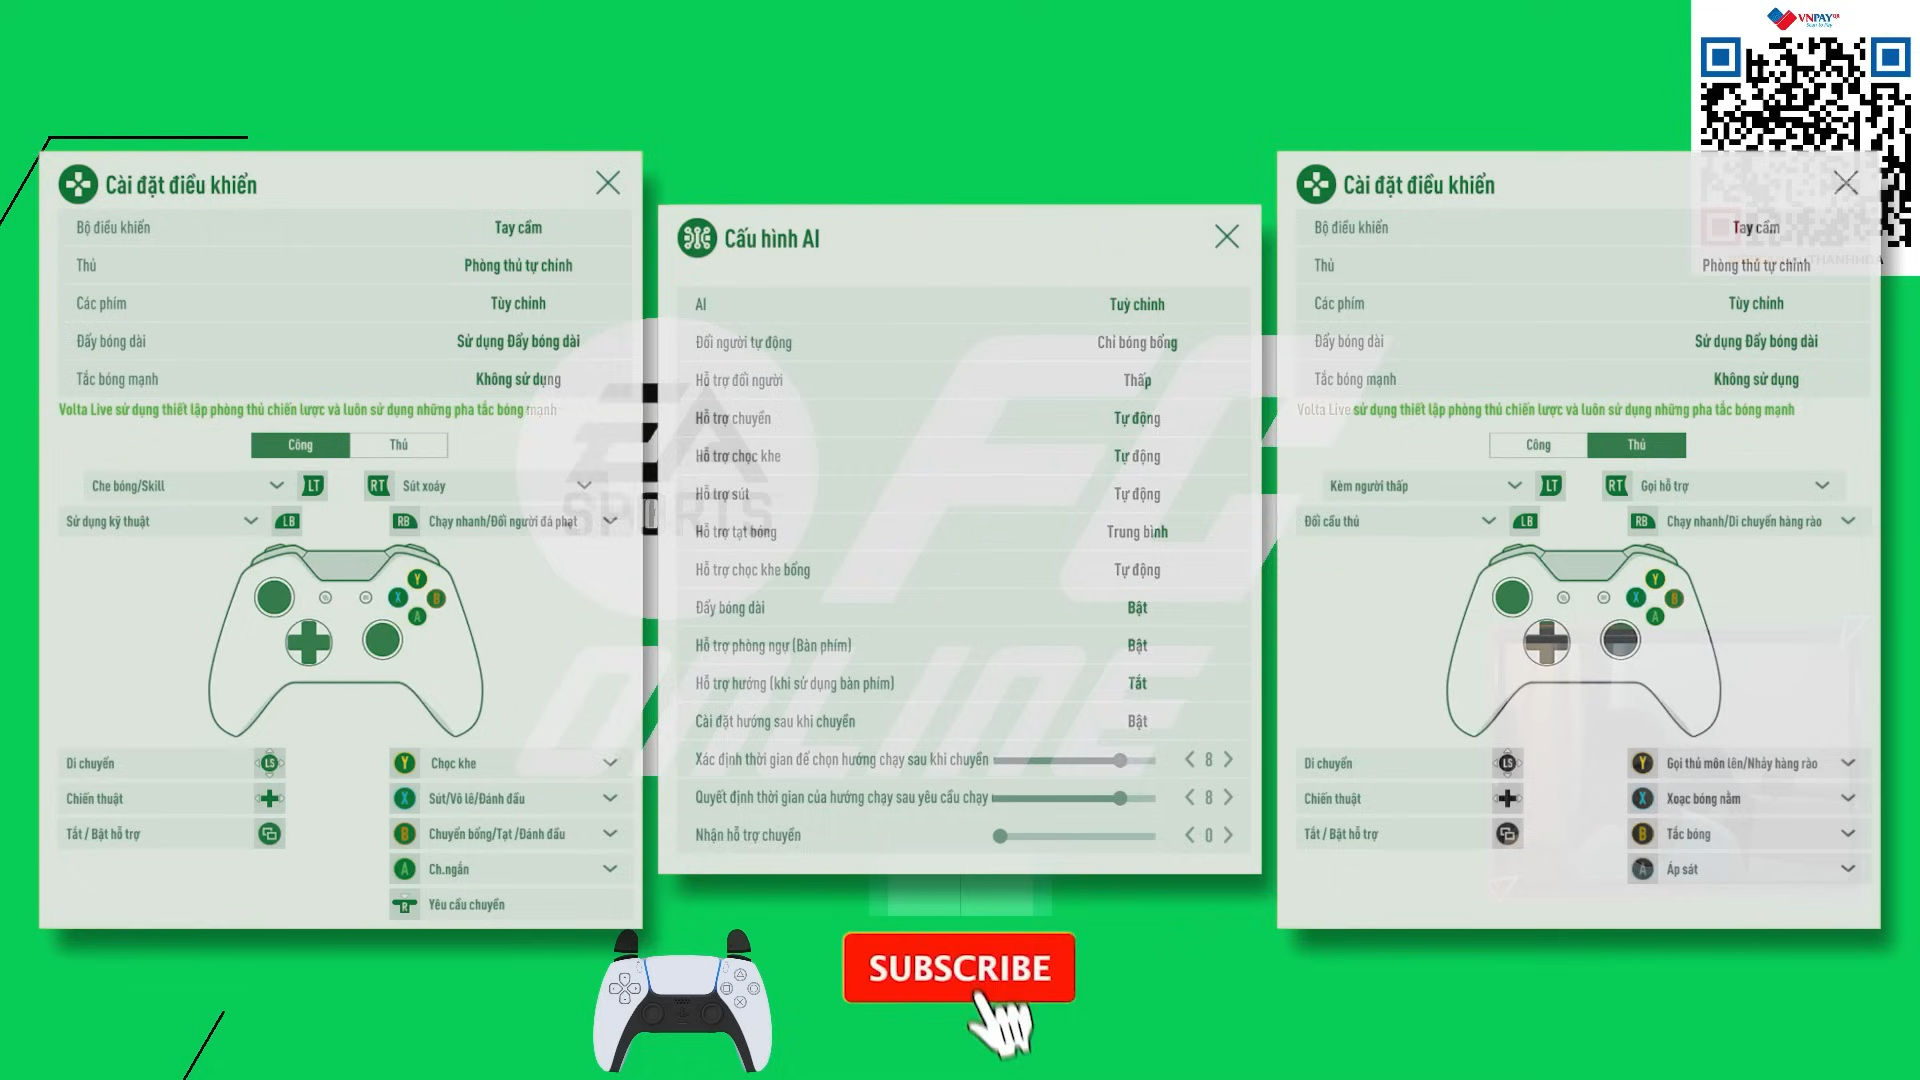 VNPAY QR
Scan to Pay
Cài đặt điều khiển
Bộ điều khiển Tay cầm
Thủ Phòng thủ tự chỉnh
Các phím Tùy chỉnh
Đẩy bóng dài Sử dụng Đẩy bóng dài
Tắc bóng mạnh Không sử dụng
Volta Live sử dụng thiết lập phòng thủ chiến lược và luôn sử dụng những pha tắc bóng mạnh
Công Thủ
Che bóng/Skill LT RT Sút xoáy
Sử dụng kỹ thuật LB RB Chạy nhanh/Đổi người đá phạt
Y
X B
A
Di chuyển LS Y Chọc khe
Chiến thuật X Sút/Vô lê/Đánh đầu
Tắt / Bật hỗ trợ B Chuyền bổng/Tạt /Đánh đầu
A Ch.ngắn
R Yêu cầu chuyền
Cấu hình AI
AI Tuỳ chỉnh
Đổi người tự động Chỉ bóng bổng
Hỗ trợ đổi người Thấp
Hỗ trợ chuyền Tự động
Hỗ trợ chọc khe Tự động
Hỗ trợ sút Tự động
Hỗ trợ tạt bóng Trung bình
Hỗ trợ chọc khe bổng Tự động
Đẩy bóng dài Bật
Hỗ trợ phòng ngự (Bàn phím) Bật
Hỗ trợ hướng (khi sử dụng bàn phím) Tắt
Cài đặt hướng sau khi chuyền Bật
Xác định thời gian để chọn hướng chạy sau khi chuyền 8
Quyết định thời gian của hướng chạy sau yêu cầu chạy 8
Nhận hỗ trợ chuyền 0
EA SPORTS FC
ONLINE
Cài đặt điều khiển
Bộ điều khiển Tay cầm
Thủ Phòng thủ tự chỉnh
Các phím Tùy chỉnh
Đẩy bóng dài Sử dụng Đẩy bóng dài
Tắc bóng mạnh Không sử dụng
Volta Live sử dụng thiết lập phòng thủ chiến lược và luôn sử dụng những pha tắc bóng mạnh
Công Thủ
Kèm người thấp LT RT Gọi hỗ trợ
Đổi cầu thủ LB RB Chạy nhanh/Di chuyển hàng rào
Y
X B
A
Di chuyển LS Y Gọi thủ môn lên/Nhảy hàng rào
Chiến thuật X Xoạc bóng nằm
Tắt / Bật hỗ trợ B Tắc bóng
A Áp sát
SUBSCRIBE